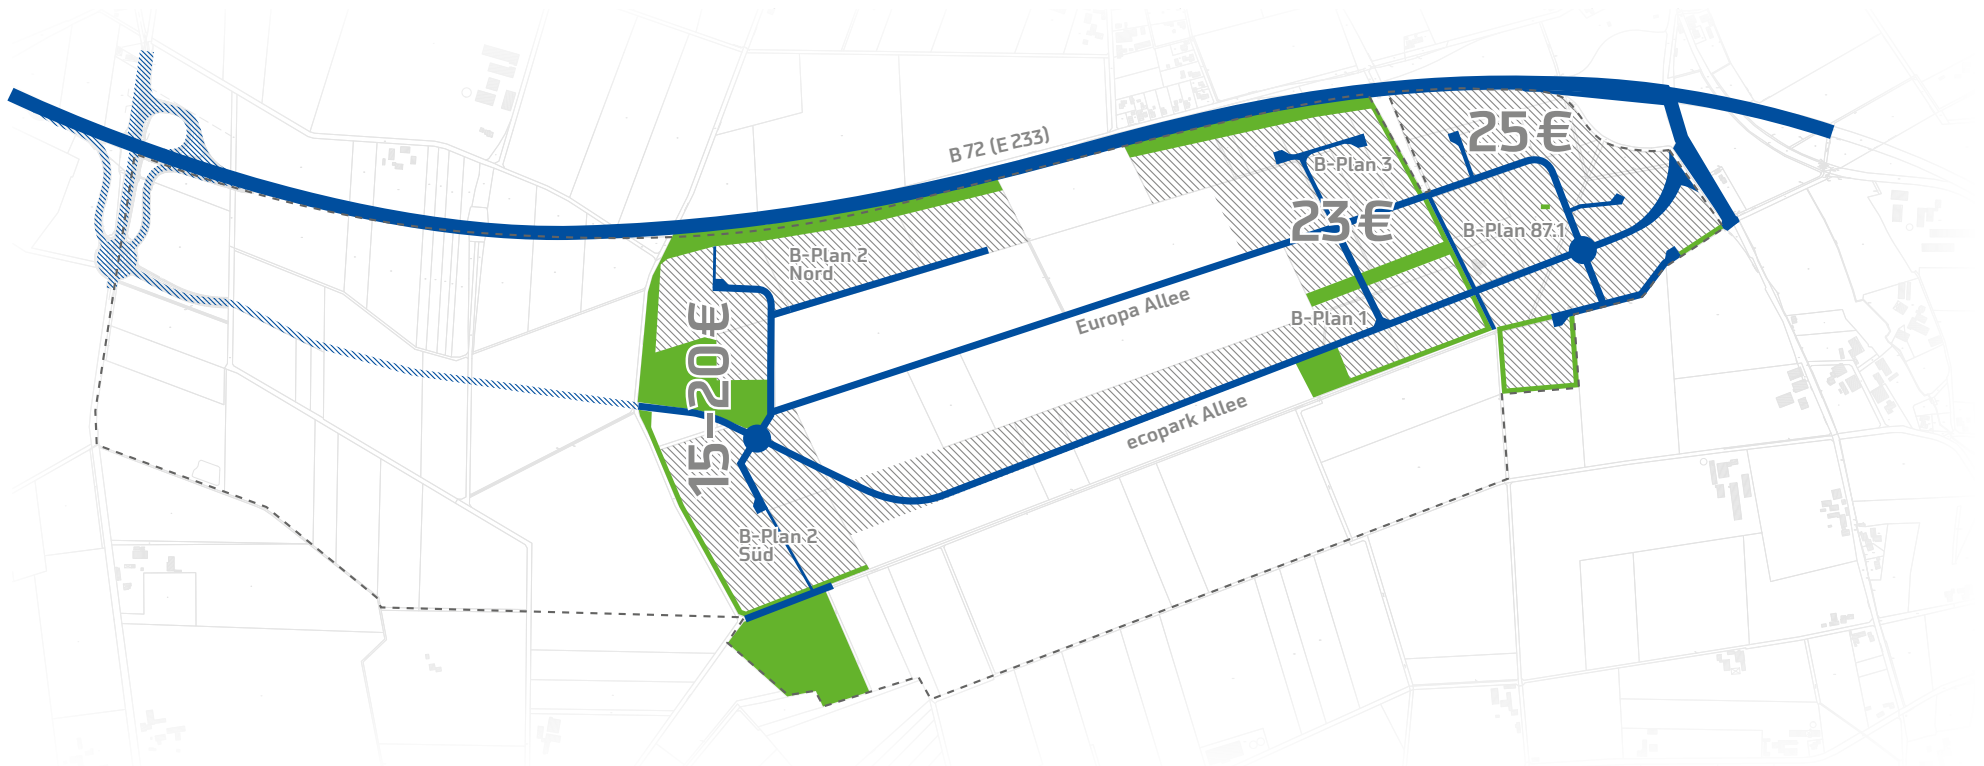 B 72 (E 233)
25 €
B-Plan 3
23 €
B-Plan 87.1
B-Plan 2
Nord
Europa Allee
B-Plan 1
15-20 €
ecopark Allee
B-Plan 2
Süd